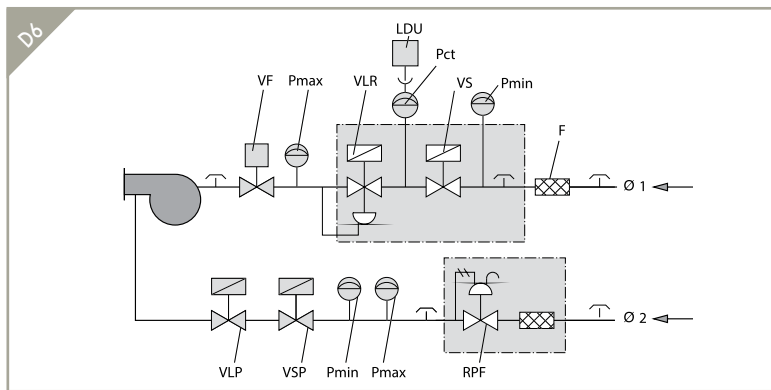 D6
LDU
Pct
VF Pmax VLR VS Pmin
F
Ø 1
Ø 2
VLP VSP Pmin Pmax RPF